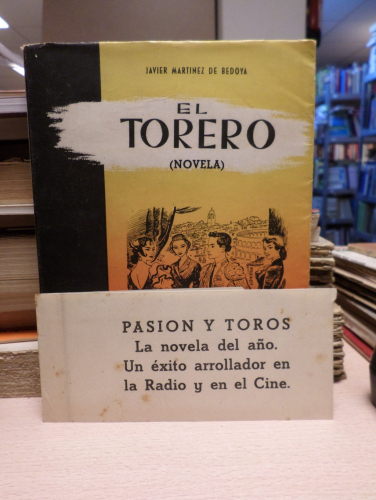 JAVIER MARTINEZ DE BEDOYA
EL
TORERO
(NOVELA)
PASION Y TOROS
La novela del año.
Un éxito arrollador en
la Radio y en el Cine.